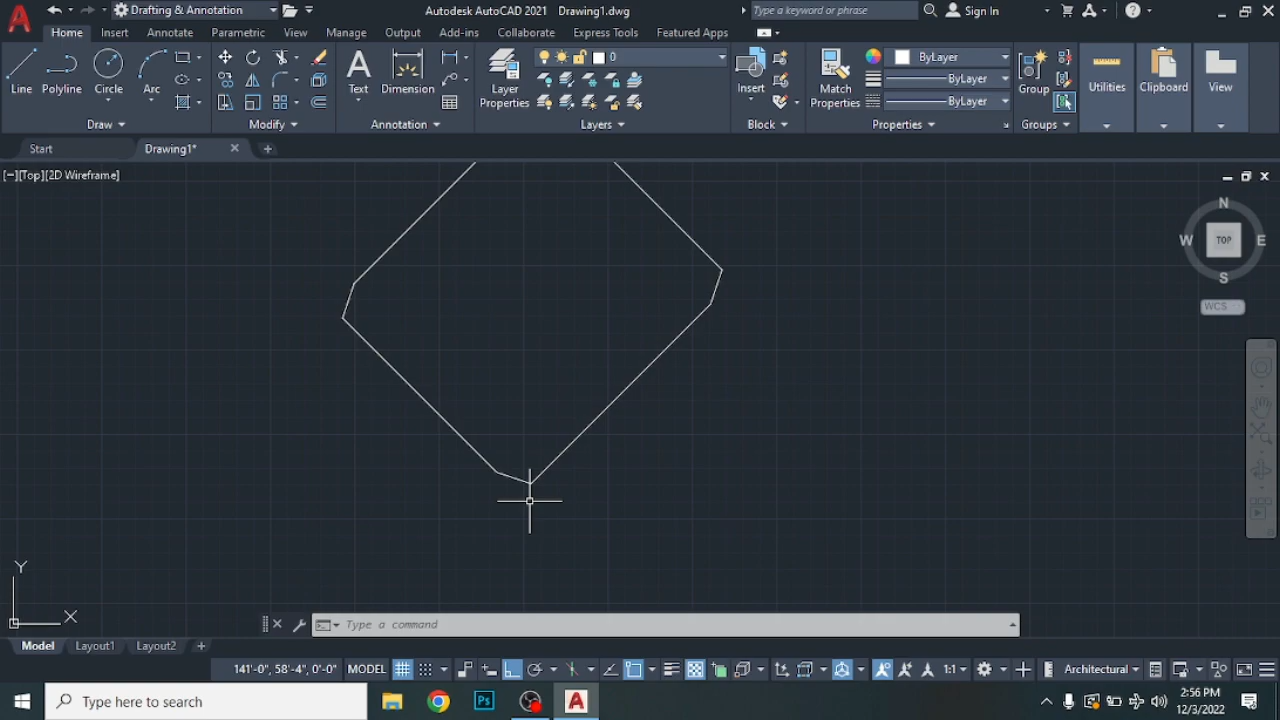 Drafting & Annotation
Autodesk AutoCAD 2021 Drawing1.dwg
Type a keyword or phrase
Sign In
Home Insert Annotate Parametric View Manage Output Add-ins Collaborate Express Tools Featured Apps
Line
Polyline
Circle
Arc
Draw
Modify
Text
Dimension
Annotation
Layer
Properties
0
Layers
Insert
Block
Match
Properties
ByLayer
ByLayer
ByLayer
Properties
Group
Groups
Utilities
Clipboard
View
Start
Drawing1*
[−][Top][2D Wireframe]
N
W
TOP
E
S
WCS
Y
X
Type a command
Model Layout1 Layout2
141'-0", 58'-4", 0'-0"
MODEL
1:1
Architectural
Type here to search
Ps
A
2:56 PM
12/3/2022